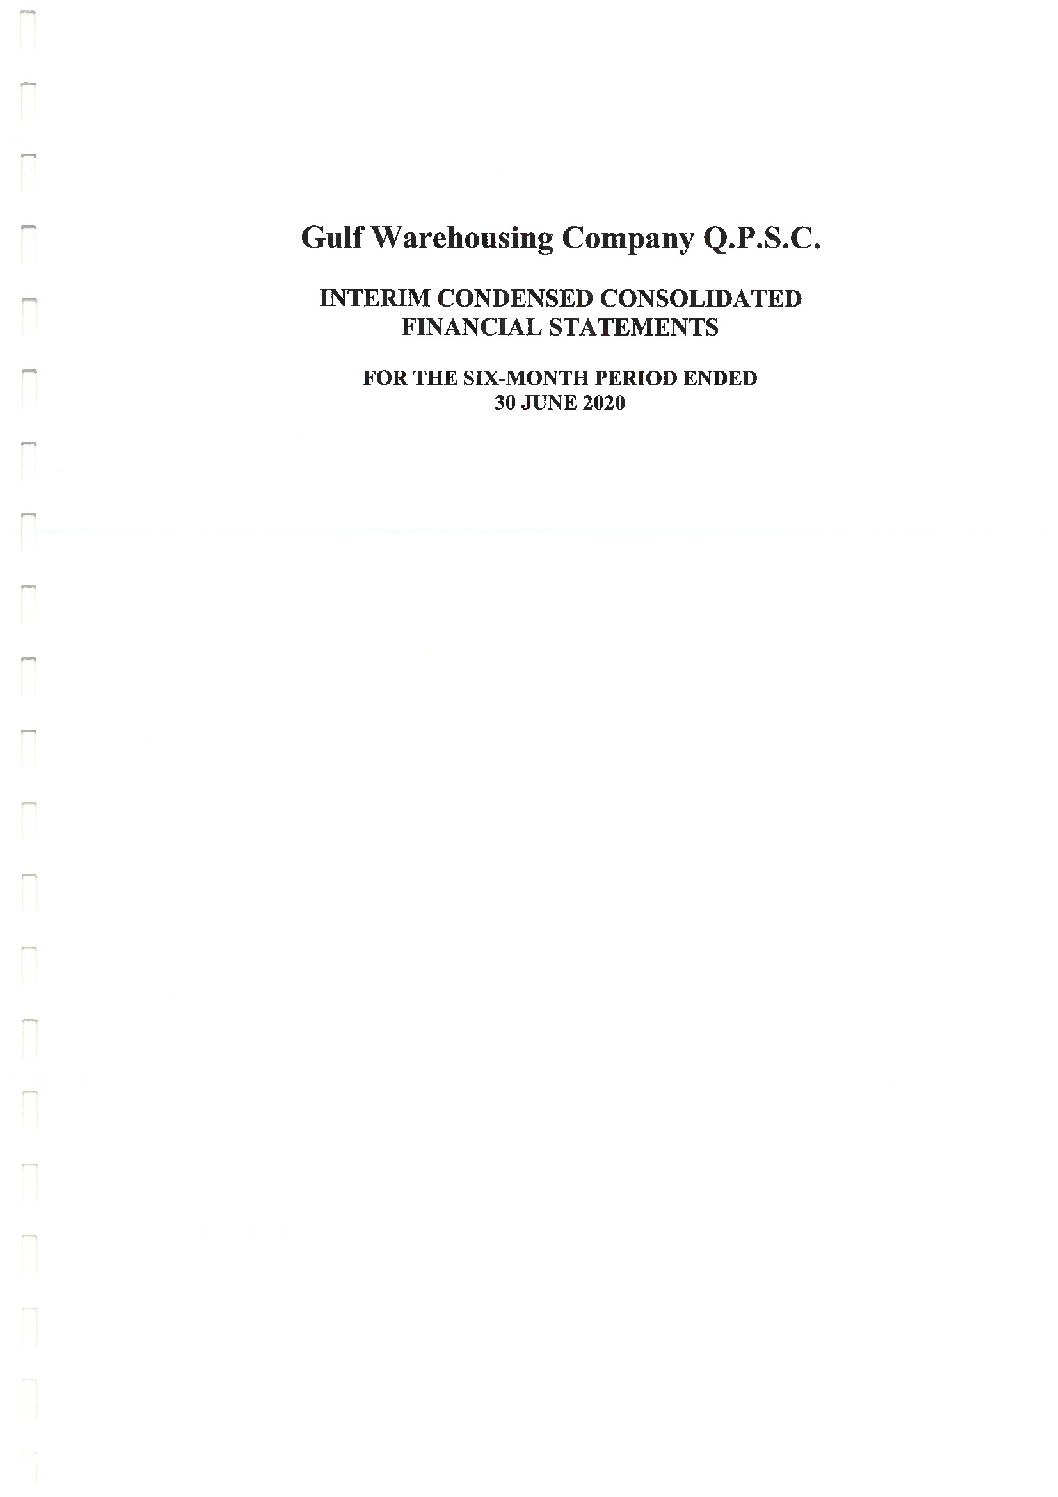 Gulf Warehousing Company Q.P.S.C.
INTERIM CONDENSED CONSOLIDATED
FINANCIAL STATEMENTS
FOR THE SIX-MONTH PERIOD ENDED
30 JUNE 2020